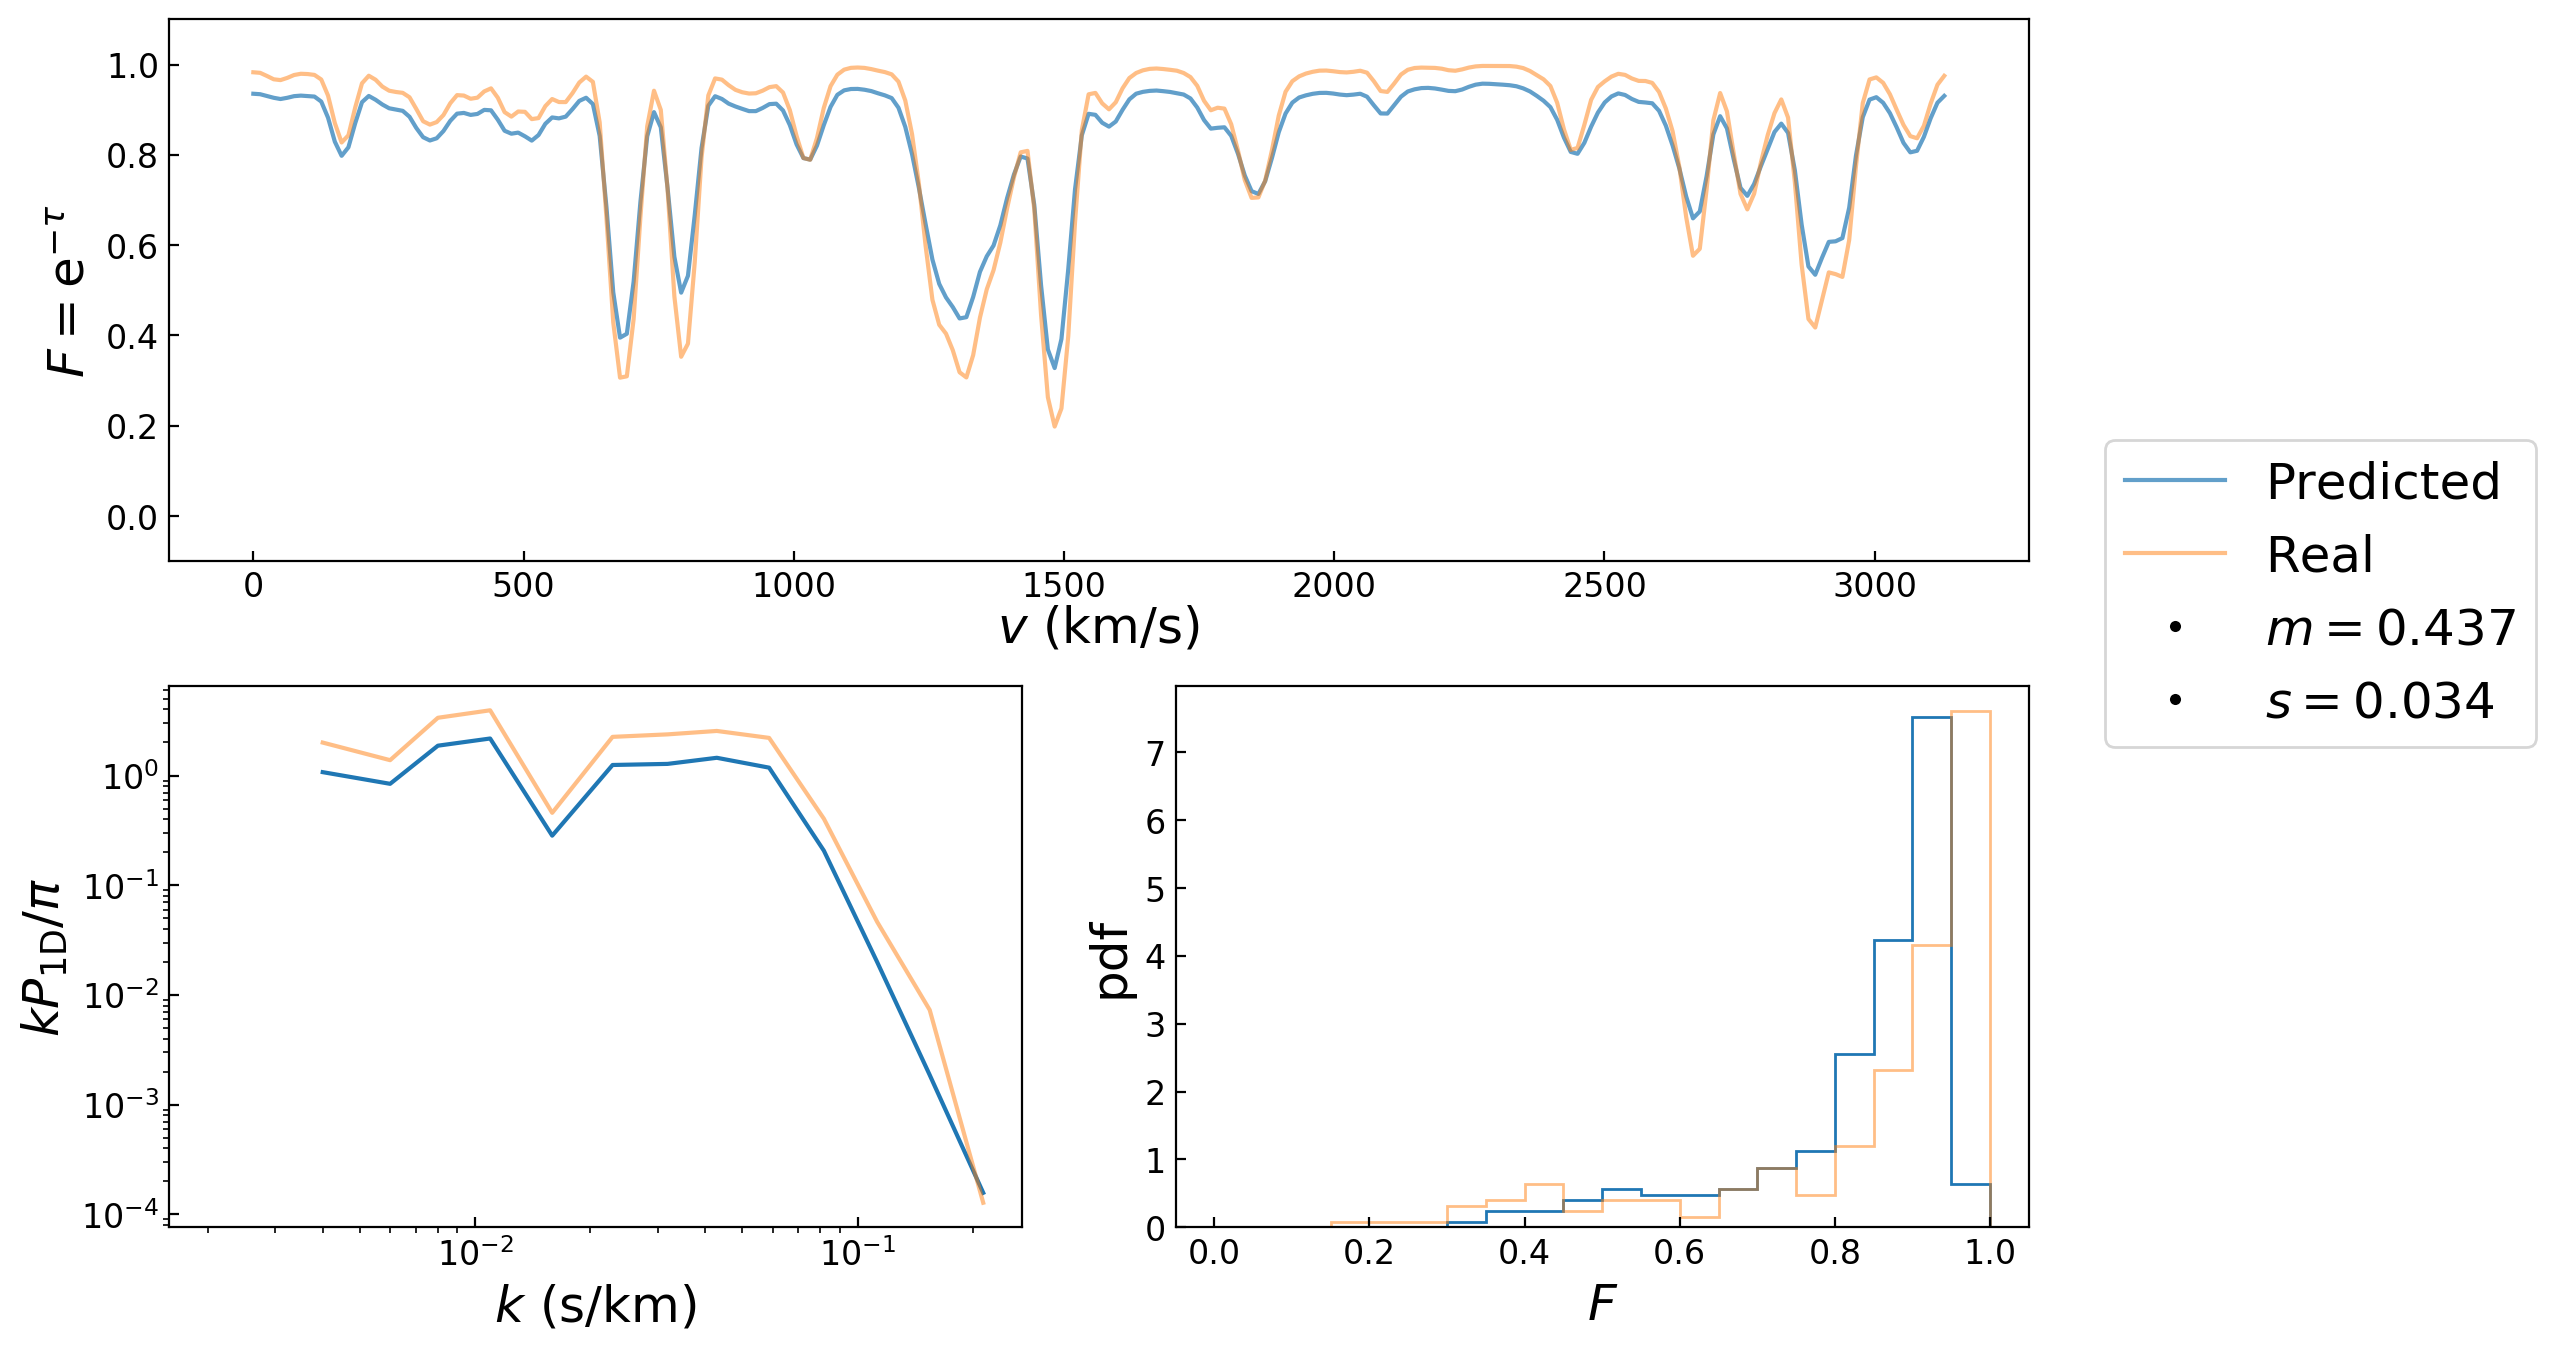 1.0
0.8
0.6
0.4
0.2
0.0
F = e^{−τ}
0 500 1000 1500 2000 2500 3000
v (km/s)
Predicted
Real
m = 0.437
s = 0.034
10^0
10^{−1}
10^{−2}
10^{−3}
10^{−4}
kP_{1D}/π
10^{−2} 10^{−1}
k (s/km)
7
6
5
4
3
2
1
0
pdf
0.0 0.2 0.4 0.6 0.8 1.0
F